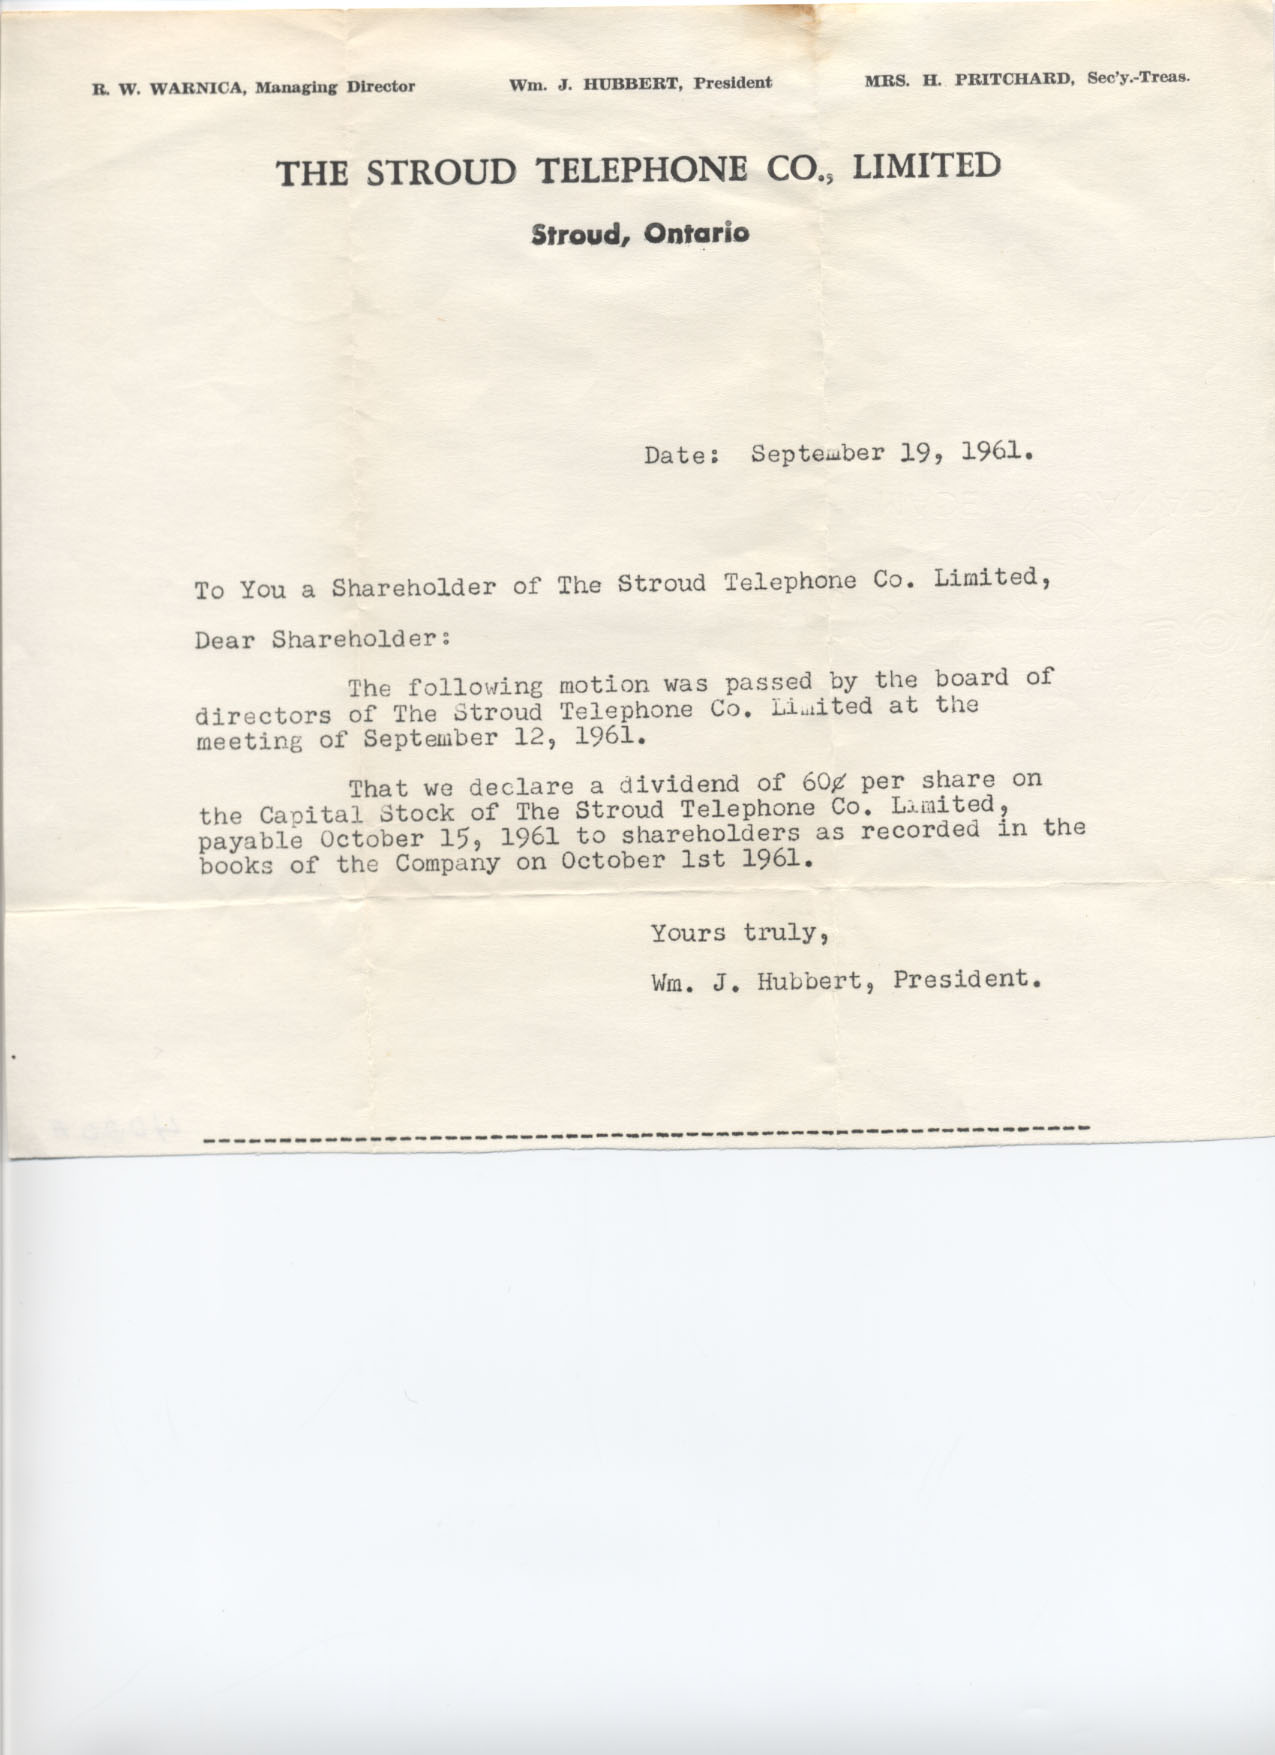 R. W. WARNICA, Managing Director Wm. J. HUBBERT, President MRS. H. PRITCHARD, Sec'y.-Treas.
THE STROUD TELEPHONE CO., LIMITED
Stroud, Ontario
Date: September 19, 1961.
To You a Shareholder of The Stroud Telephone Co. Limited,
Dear Shareholder:
The following motion was passed by the board of
directors of The Stroud Telephone Co. Limited at the
meeting of September 12, 1961.
That we declare a dividend of 60¢ per share on
the Capital Stock of The Stroud Telephone Co. Limited,
payable October 15, 1961 to shareholders as recorded in the
books of the Company on October 1st 1961.
Yours truly,
Wm. J. Hubbert, President.